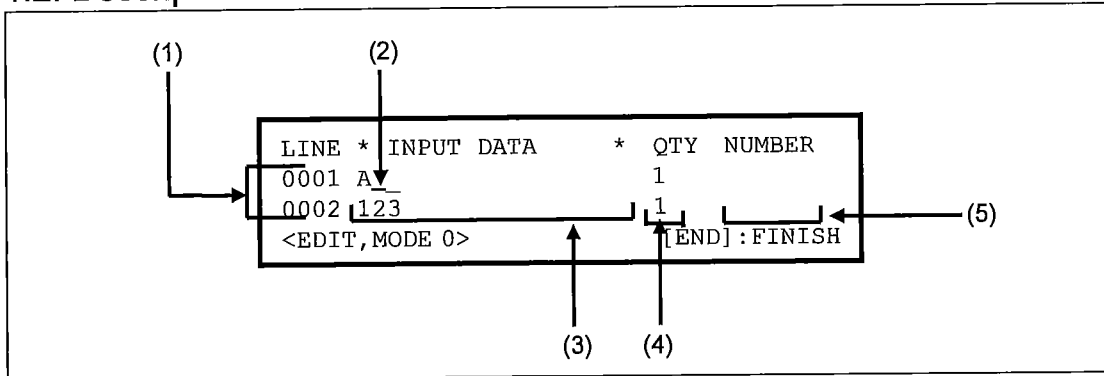 (1) (2)
LINE * INPUT DATA * QTY NUMBER
0001 A_ 1
0002 123 1
<EDIT,MODE 0> [END]:FINISH
(5)
(3) (4)